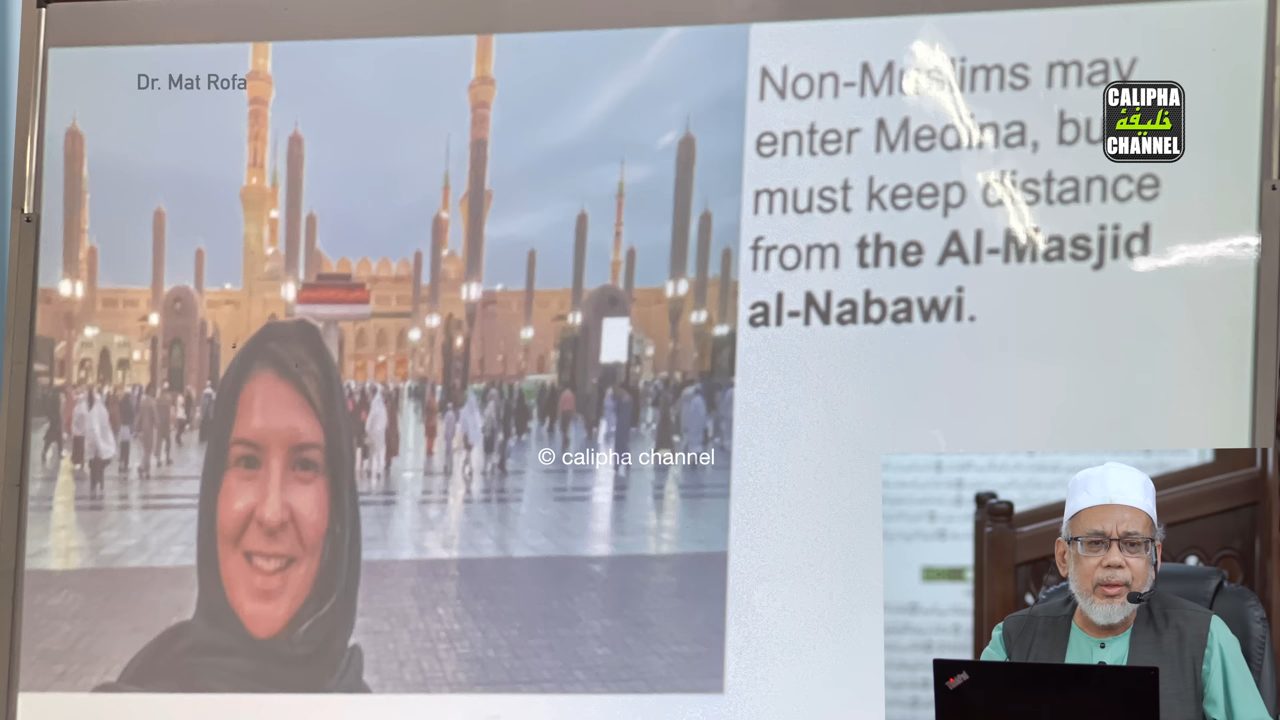 Dr. Mat Rofa
Non-Muslims may
enter Medina, bu
must keep distance
from the Al-Masjid
al-Nabawi.
CALIPHA
خليفة
CHANNEL
© calipha channel